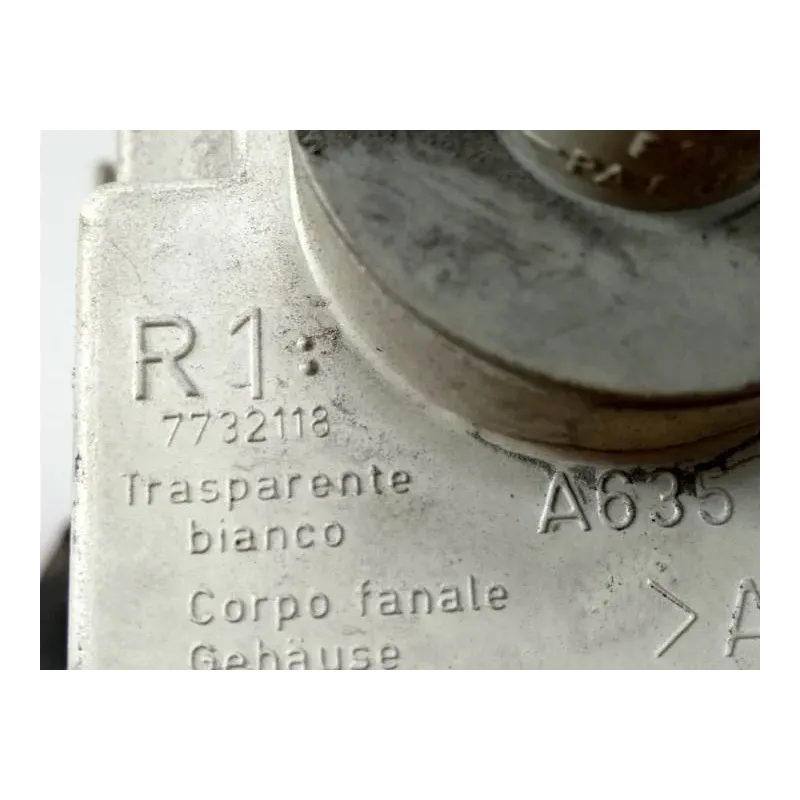 R1:
7732118
Trasparente
bianco
A635
Corpo fanale
> A
Gehäuse